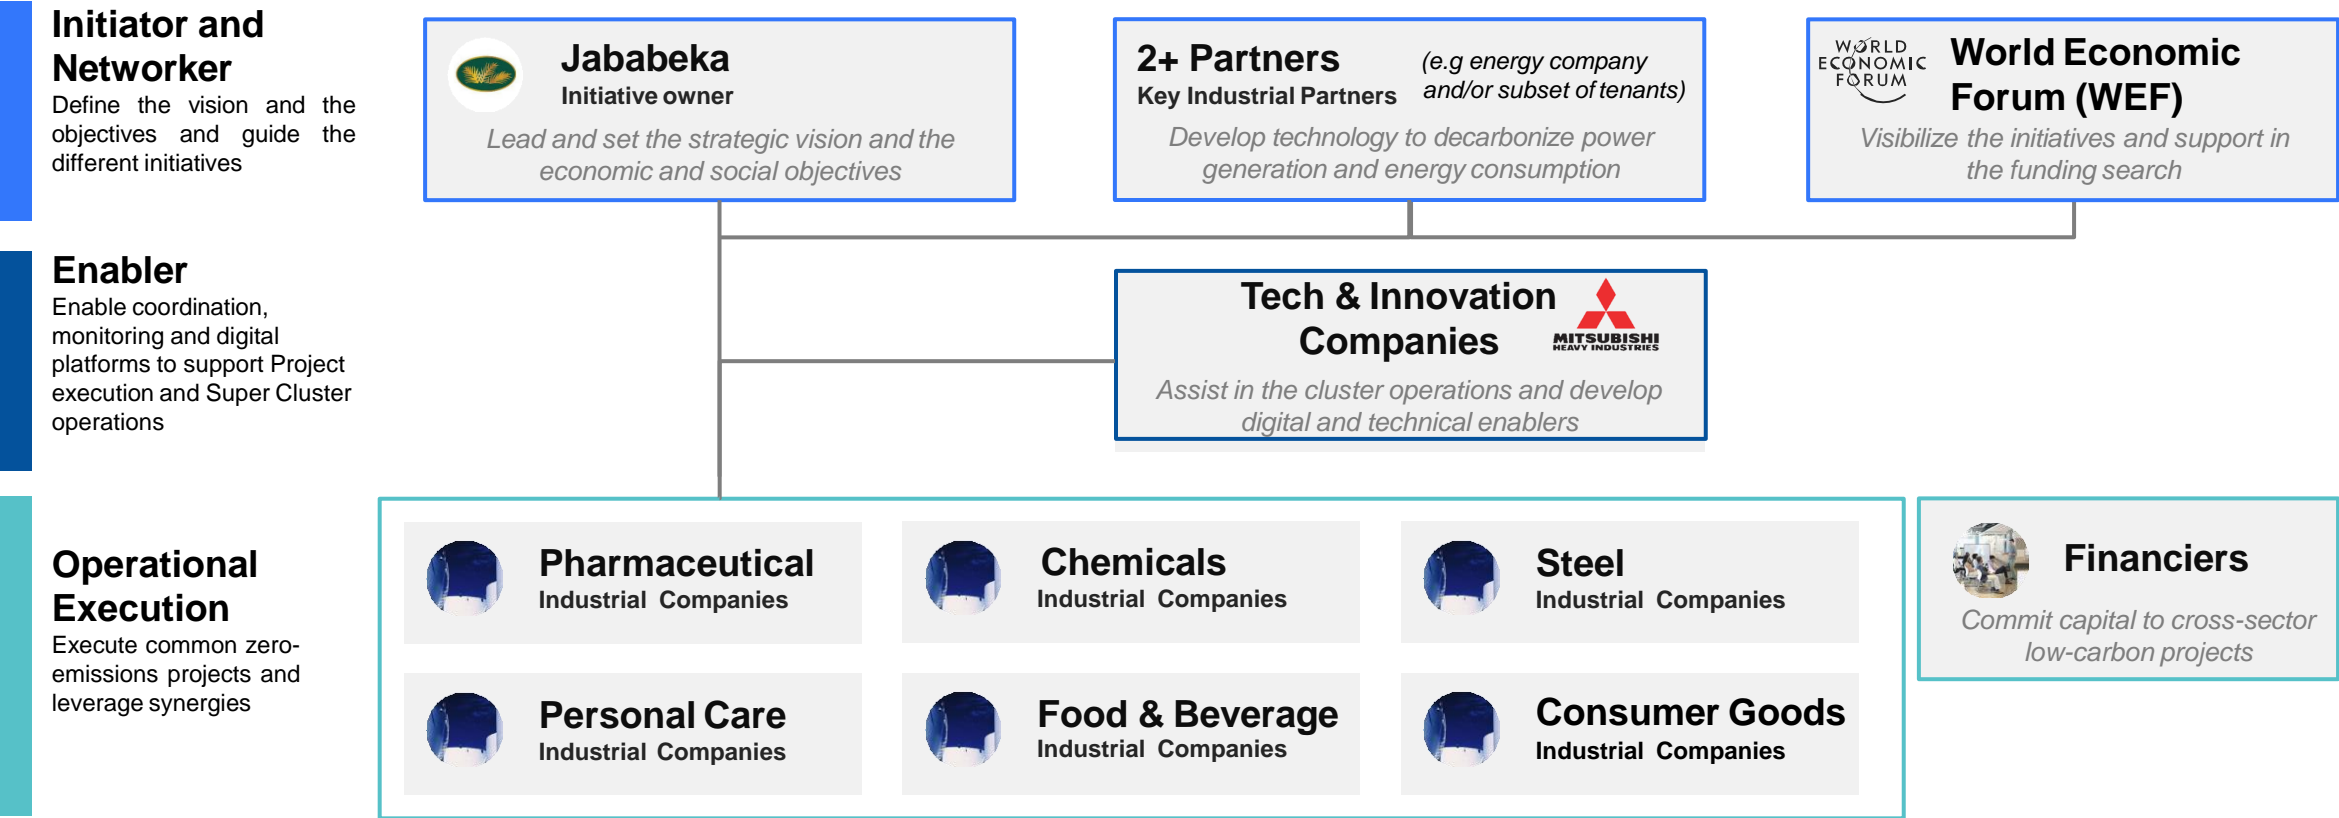 Initiator and
Networker
Define the vision and the
objectives and guide the
different initiatives
Jababeka
Initiative owner
Lead and set the strategic vision and the
economic and social objectives
2+ Partners
Key Industrial Partners
(e.g energy company
and/or subset of tenants)
Develop technology to decarbonize power
generation and energy consumption
WORLD
ECONOMIC
FORUM
World Economic
Forum (WEF)
Visibilize the initiatives and support in
the funding search
Enabler
Enable coordination,
monitoring and digital
platforms to support Project
execution and Super Cluster
operations
Tech & Innovation
Companies
MITSUBISHI
HEAVY INDUSTRIES
Assist in the cluster operations and develop
digital and technical enablers
Operational
Execution
Execute common zero-
emissions projects and
leverage synergies
Pharmaceutical
Industrial Companies
Chemicals
Industrial Companies
Steel
Industrial Companies
Personal Care
Industrial Companies
Food & Beverage
Industrial Companies
Consumer Goods
Industrial Companies
Financiers
Commit capital to cross-sector
low-carbon projects